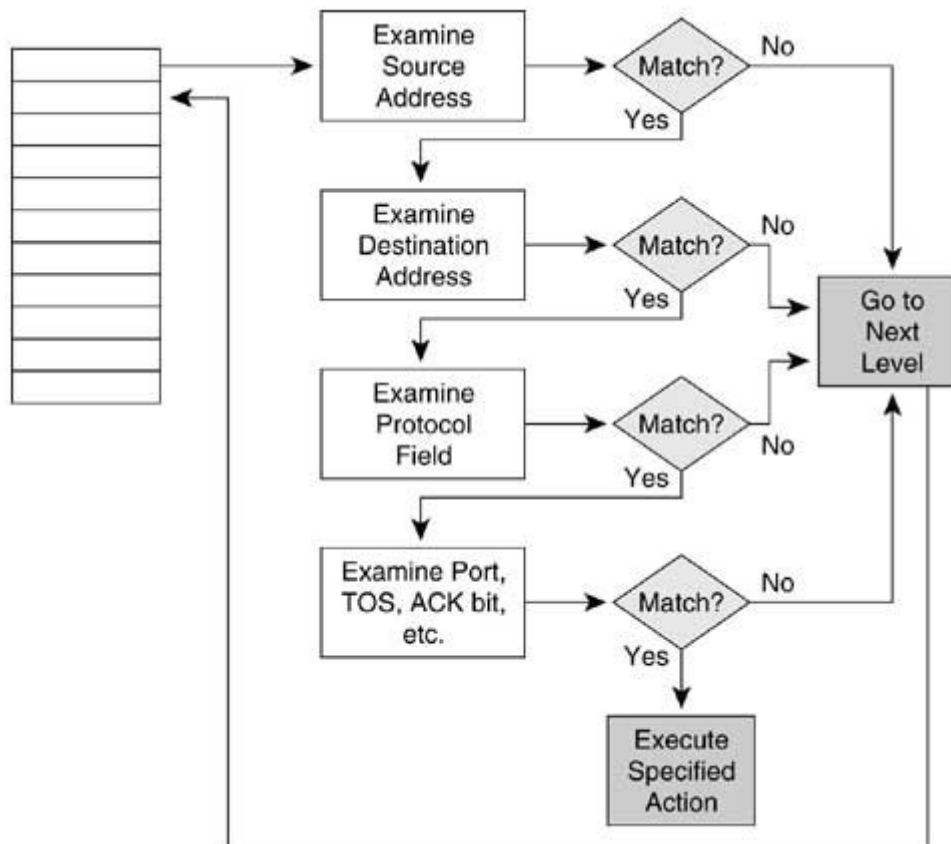 Examine
Source
Address
Match?
No
Yes
Examine
Destination
Address
Match?
No
Yes
Go to
Next
Level
Examine
Protocol
Field
Match?
No
Yes
Examine Port,
TOS, ACK bit,
etc.
Match?
No
Yes
Execute
Specified
Action